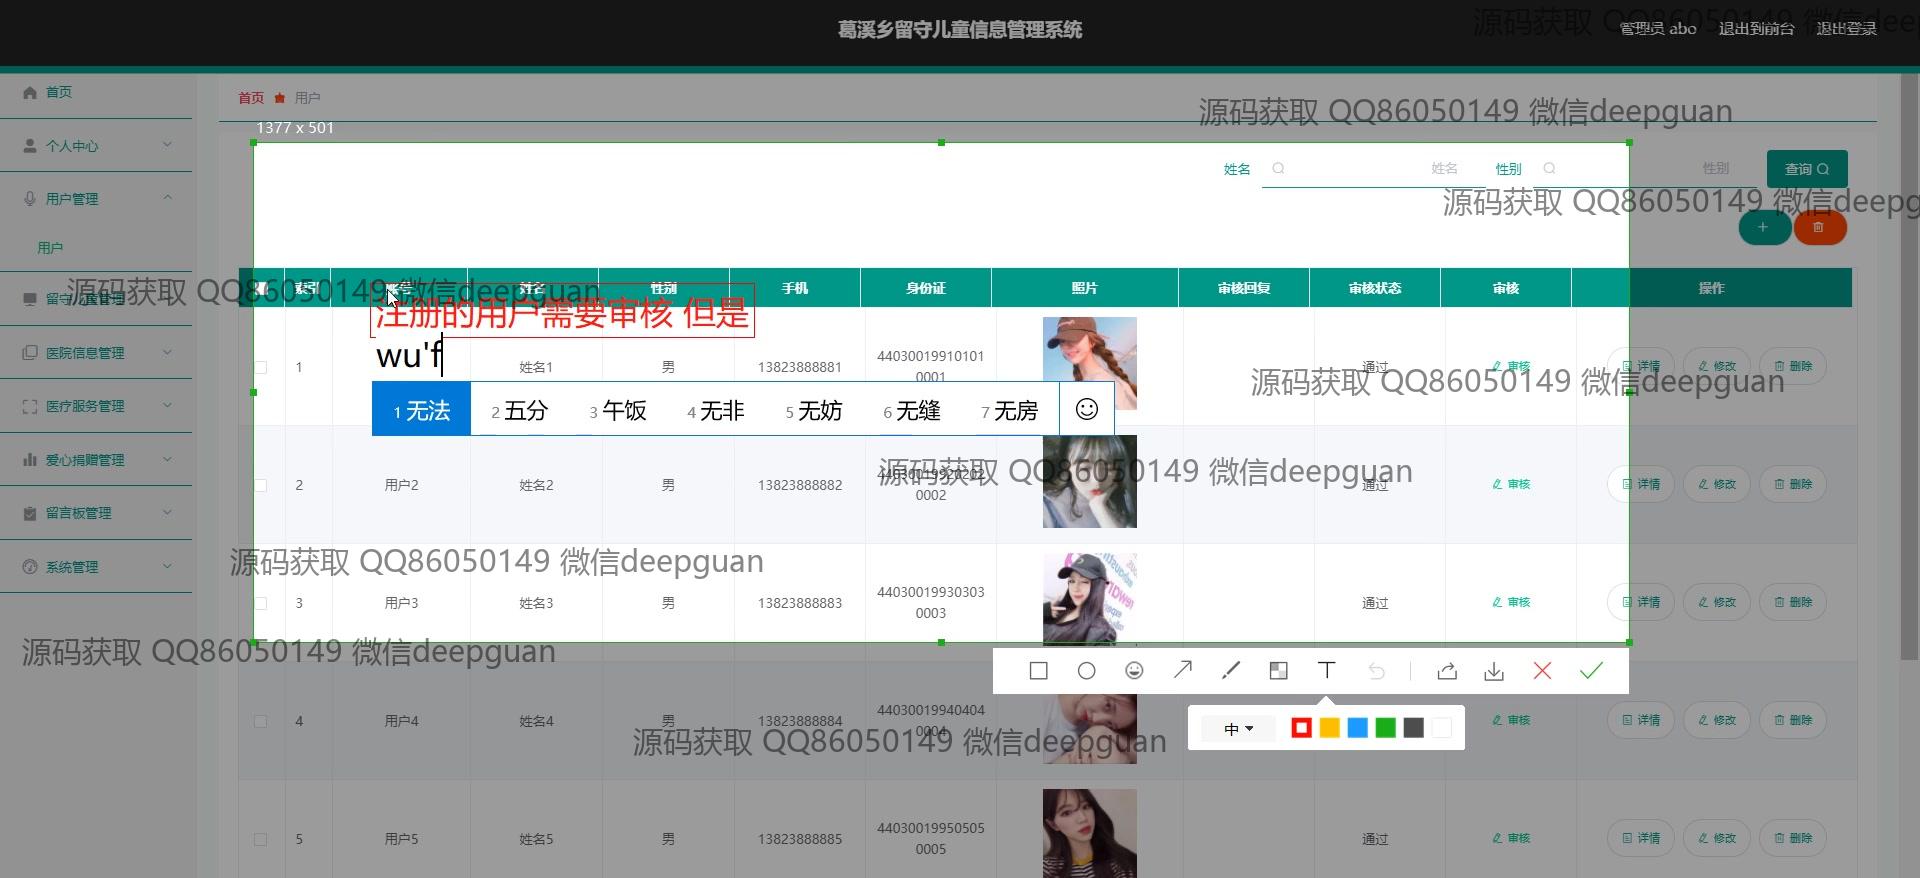 葛溪乡留守儿童信息管理系统
管理员 abo 退出到前台 退出登录
源码获取 QQ86050149 微信deep
首页
个人中心
用户管理
用户
留守儿童管理
医院信息管理
医疗服务管理
爱心捐赠管理
留言板管理
系统管理
首页 用户
源码获取 QQ86050149 微信deepguan
1377 x 501
姓名 姓名 性别 性别 查询
源码获取 QQ86050149 微信deepg
源码获取 QQ86050149 微信deepguan
索引 账号 姓名 性别 手机 身份证 照片 审核回复 审核状态 审核 操作
注册的用户需要审核 但是
wu'f
1 无法 2 五分 3 午饭 4 无非 5 无妨 6 无缝 7 无房
1 姓名1 男 13823888881 44030019910101 0001 通过 审核 详情 修改 删除
源码获取 QQ86050149 微信deepguan
2 用户2 姓名2 男 13823888882 44030019920202 0002 通过 审核 详情 修改 删除
源码获取 QQ86050149 微信deepguan
源码获取 QQ86050149 微信deepguan
3 用户3 姓名3 男 13823888883 44030019930303 0003 通过 审核 详情 修改 删除
源码获取 QQ86050149 微信deepguan
4 用户4 姓名4 男 13823888884 44030019940404 0004 审核 详情 修改 删除
中
源码获取 QQ86050149 微信deepguan
5 用户5 姓名5 男 13823888885 44030019950505 0005 通过 审核 详情 修改 删除